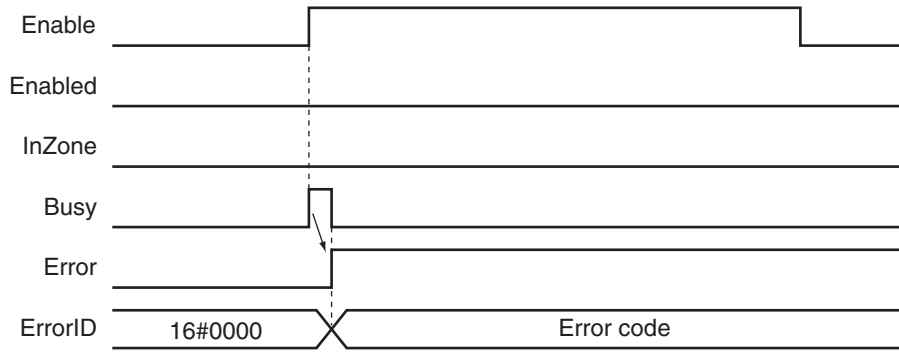 Enable
Enabled
InZone
Busy
Error
ErrorID 16#0000 Error code